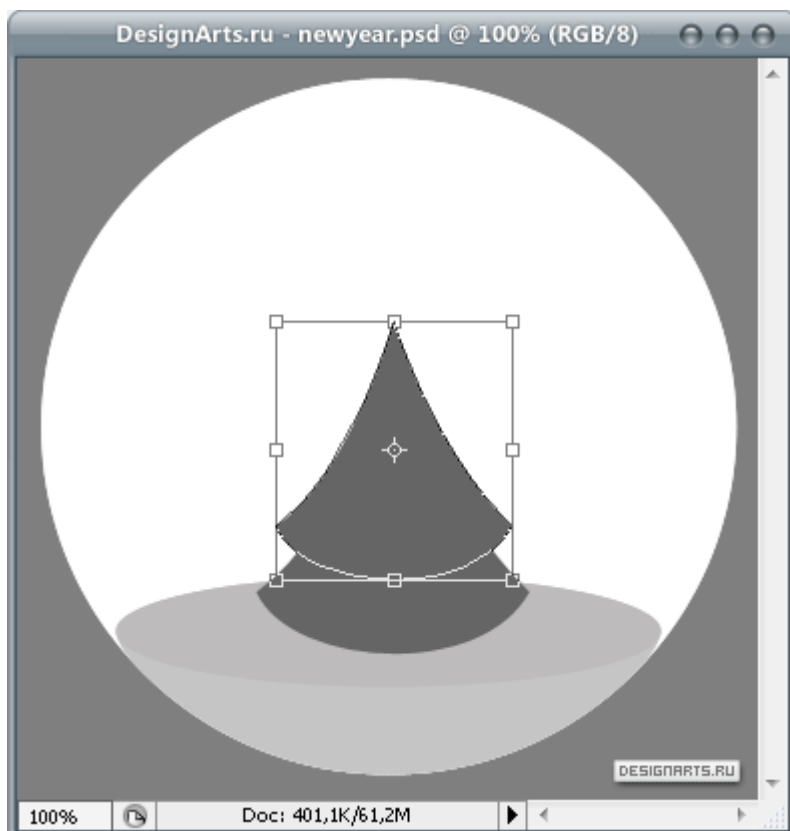 DesignArts.ru - newyear.psd @ 100% (RGB/8)
DESIGNARTS.RU
100% Doc: 401,1K/61,2M